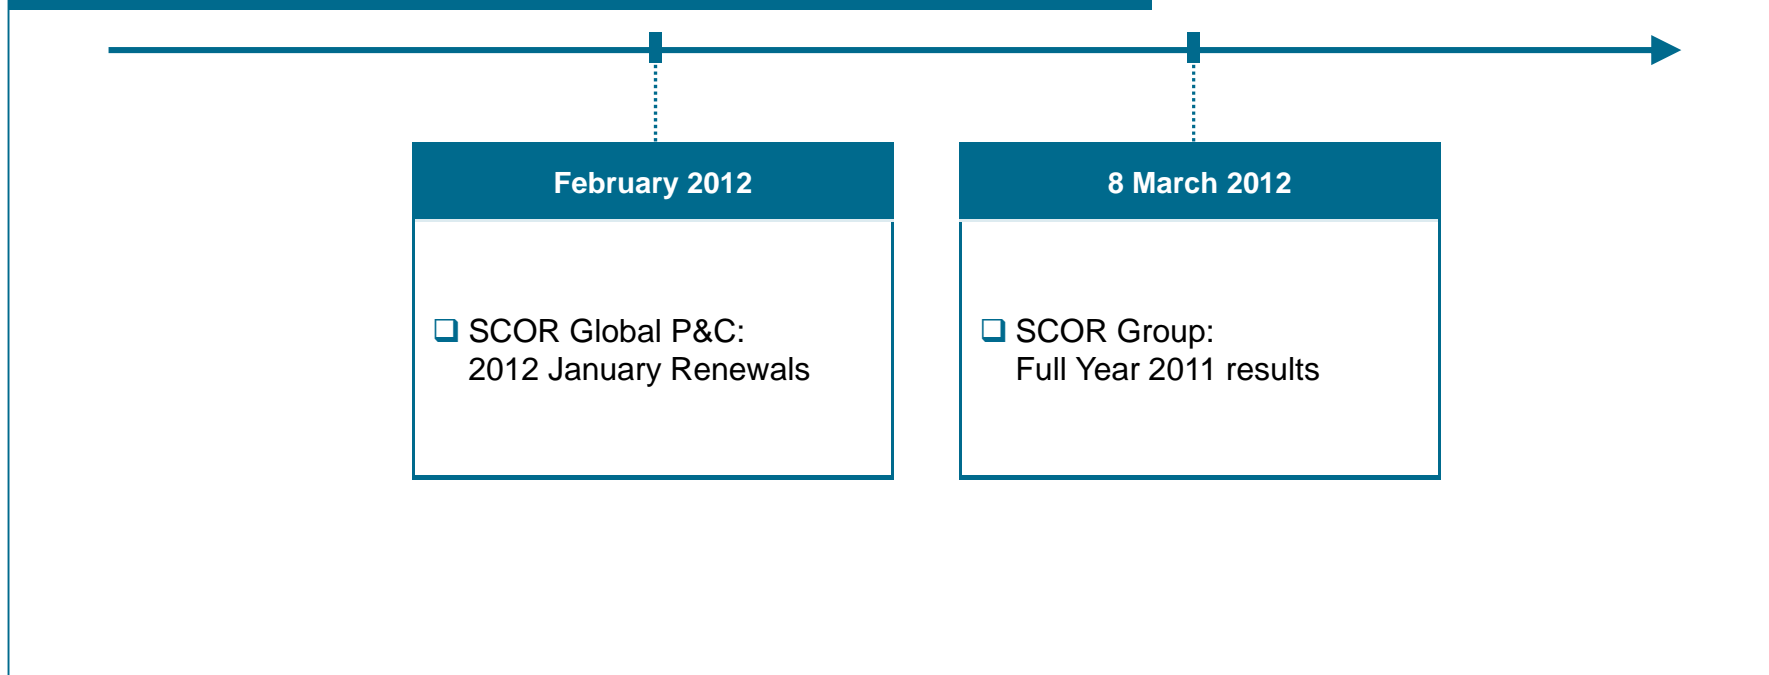 February 2012
SCOR Global P&C:
2012 January Renewals
8 March 2012
SCOR Group:
Full Year 2011 results